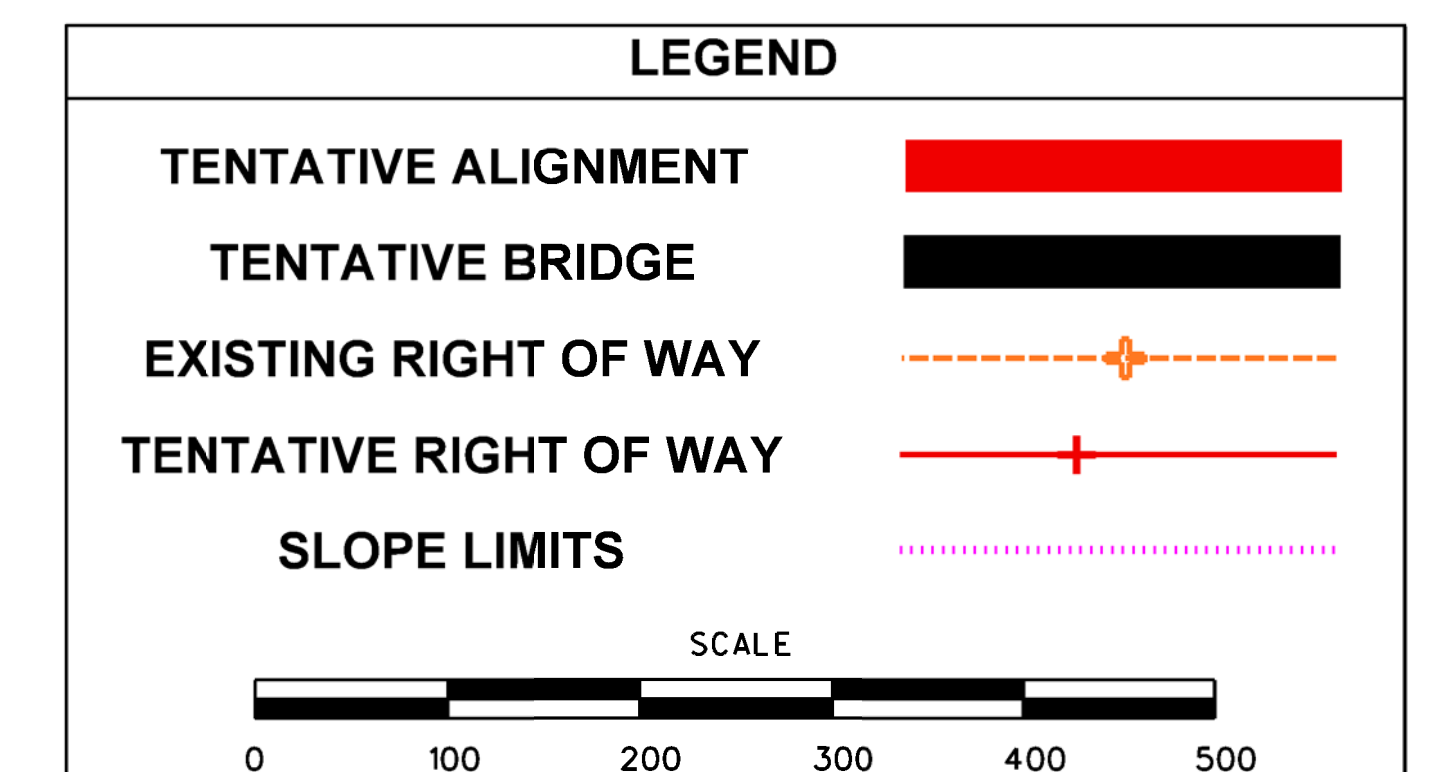 LEGEND
TENTATIVE ALIGNMENT
TENTATIVE BRIDGE
EXISTING RIGHT OF WAY
TENTATIVE RIGHT OF WAY
SLOPE LIMITS
SCALE
0 100 200 300 400 500